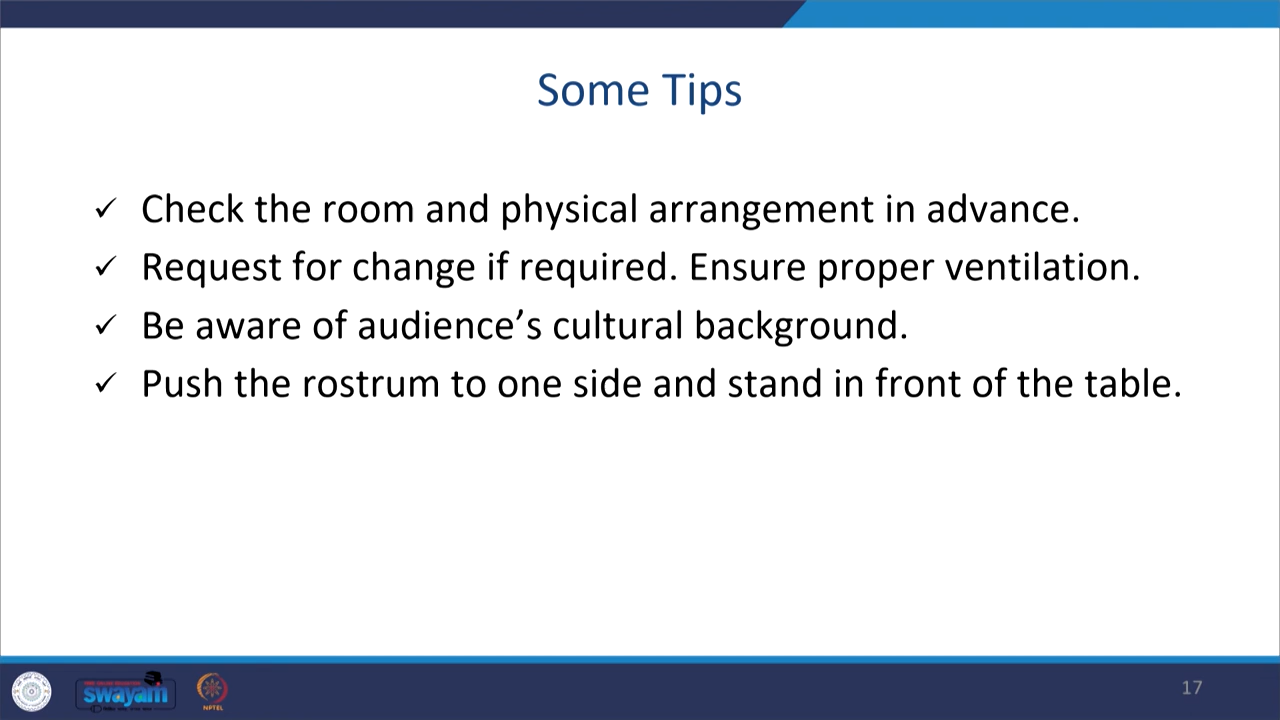 Some Tips
✓ Check the room and physical arrangement in advance.
✓ Request for change if required. Ensure proper ventilation.
✓ Be aware of audience’s cultural background.
✓ Push the rostrum to one side and stand in front of the table.
swayam
NPTEL
17